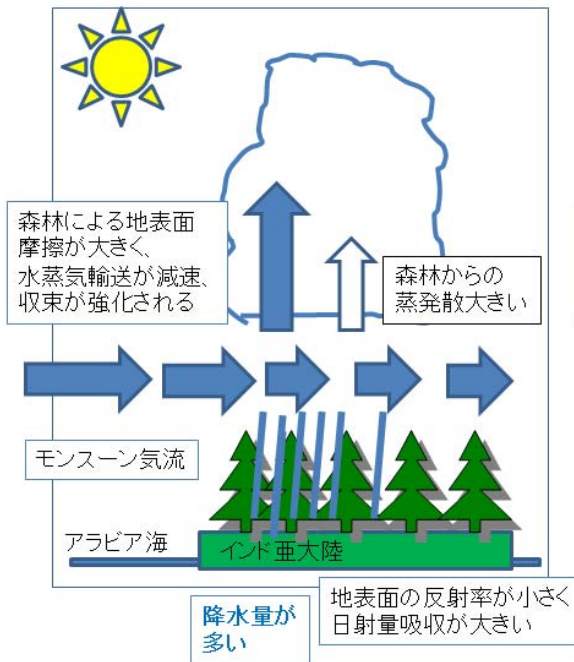 森林による地表面
摩擦が大きく、
水蒸気輸送が減速、
収束が強化される
森林からの
蒸発散大きい
モンスーン気流
アラビア海
インド亜大陸
降水量が
多い
地表面の反射率が小さく
日射量吸収が大きい